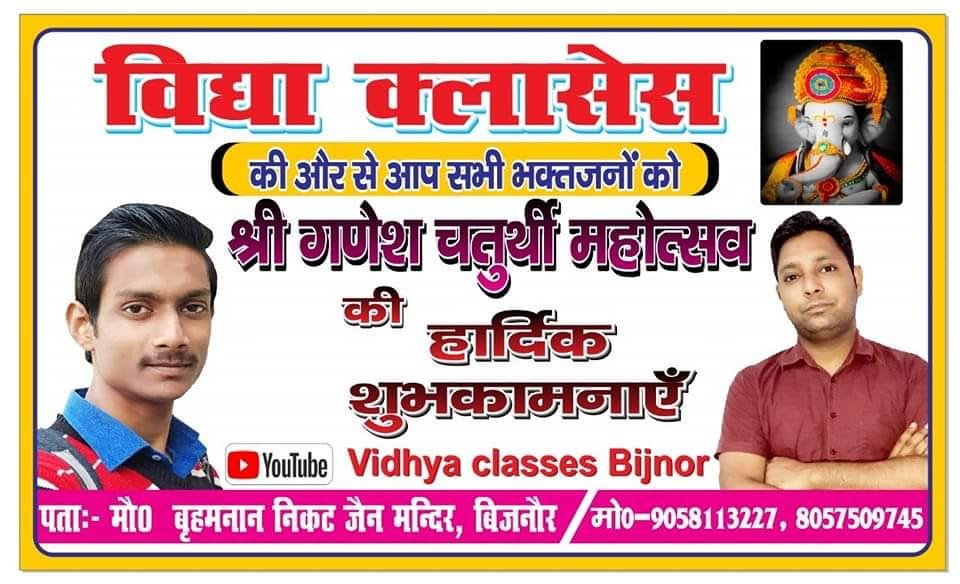 विद्या क्लासेस
की और से आप सभी भक्तजनों को
श्री गणेश चतुर्थी महोत्सव
की हार्दिक
शुभकामनाएँ
YouTube Vidhya classes Bijnor
पताः- मौ0 बृहमनान निकट जैन मन्दिर, बिजनौर / मो0-9058113227, 8057509745